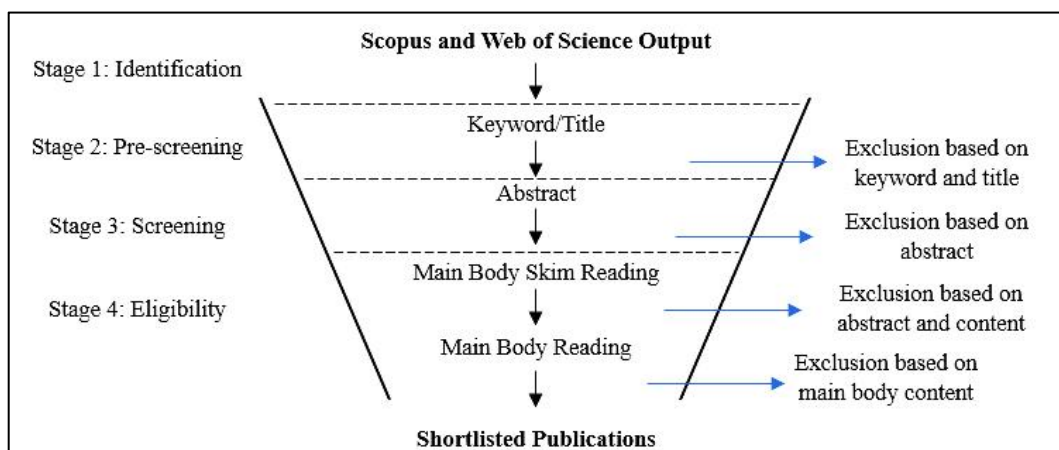 Scopus and Web of Science Output
Stage 1: Identification
Keyword/Title
Stage 2: Pre-screening
Exclusion based on
keyword and title
Abstract
Stage 3: Screening
Exclusion based on
abstract
Main Body Skim Reading
Stage 4: Eligibility
Exclusion based on
abstract and content
Main Body Reading
Exclusion based on
main body content
Shortlisted Publications